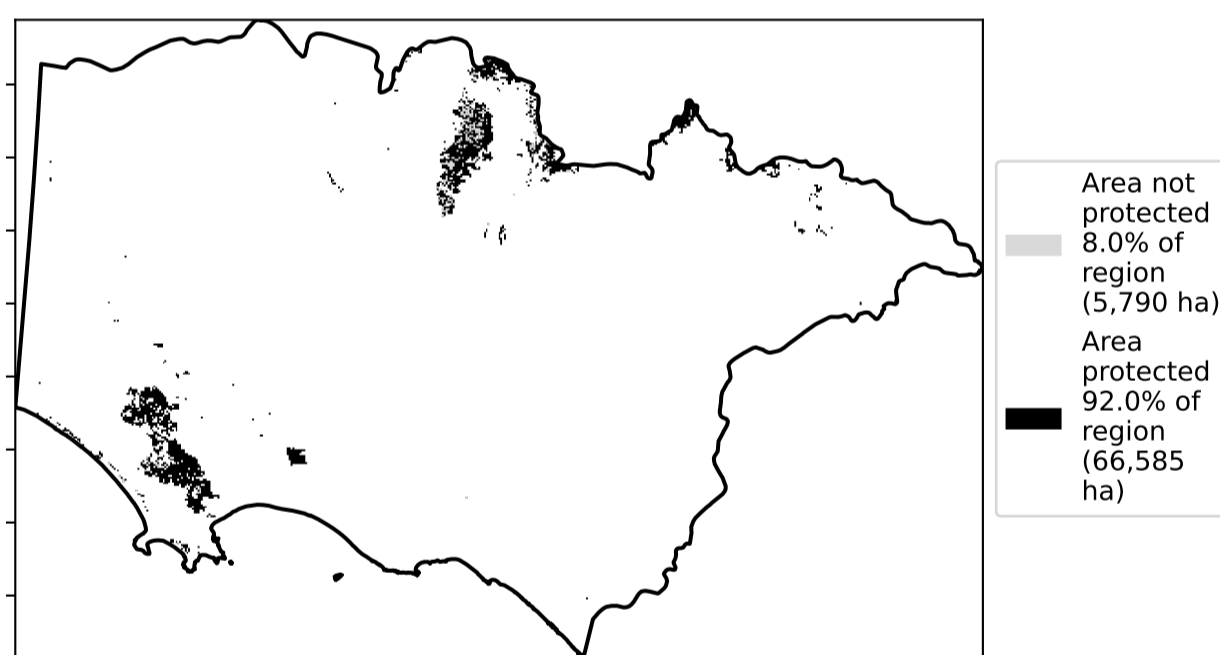 Area not
protected
8.0% of
region
(5,790 ha)
Area
protected
92.0% of
region
(66,585
ha)